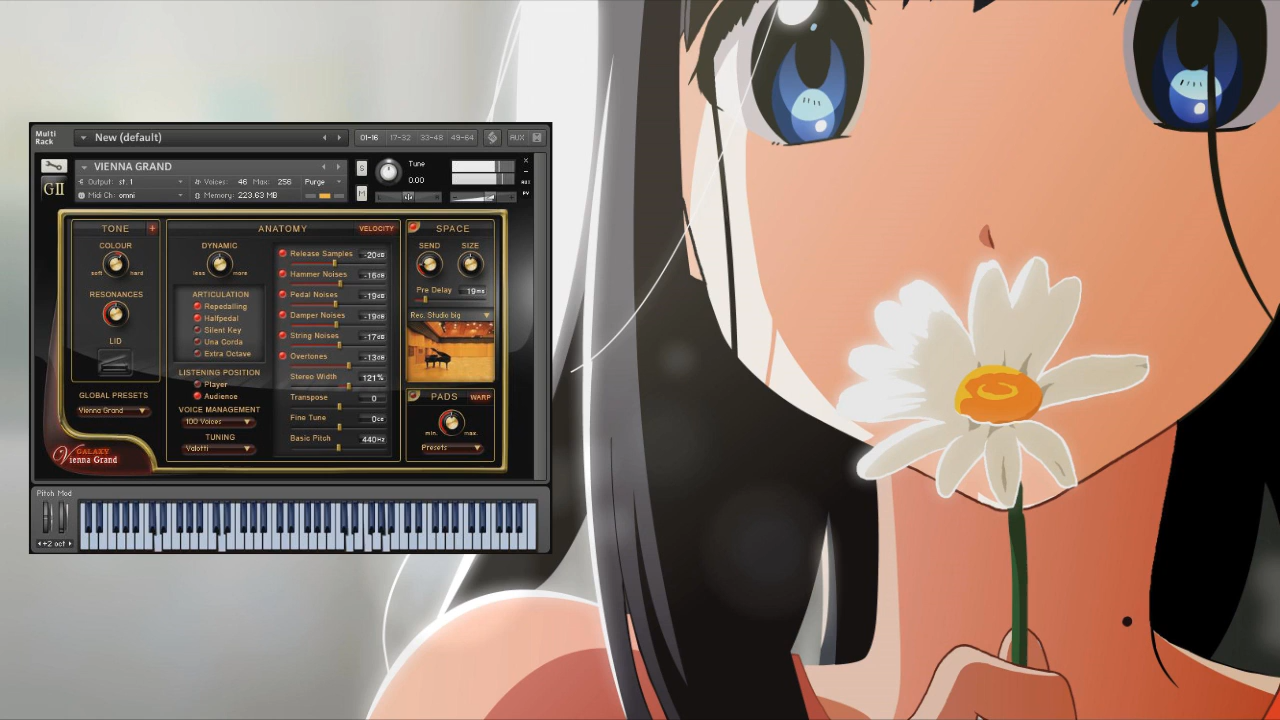 Multi Rack
New (default)
01-16 17-32 33-48 49-64 AUX
VIENNA GRAND
GII
Output: st. 1
Voices: 46 Max: 256 Purge
Midi Ch: omni
Memory: 223.63 MB
S
M
Tune
0.00
L R
AUX
PV
TONE
COLOUR
soft hard
RESONANCES
LID
GLOBAL PRESETS
Vienna Grand
GALAXY
Vienna Grand
ANATOMY
VELOCITY
DYNAMIC
less more
ARTICULATION
Repedalling
Halfpedal
Silent Key
Una Corda
Extra Octave
LISTENING POSITION
Player
Audience
VOICE MANAGEMENT
100 Voices
TUNING
Valotti
Release Samples -20dB
Hammer Noises -16dB
Pedal Noises -19dB
Damper Noises -19dB
String Noises -17dB
Overtones -13dB
Stereo Width 121%
Transpose 0
Fine Tune 0ct
Basic Pitch 440Hz
SPACE
SEND SIZE
Pre Delay 19ms
Rec. Studio big
PADS WARP
min. max.
Presets
Pitch Mod
+2 oct